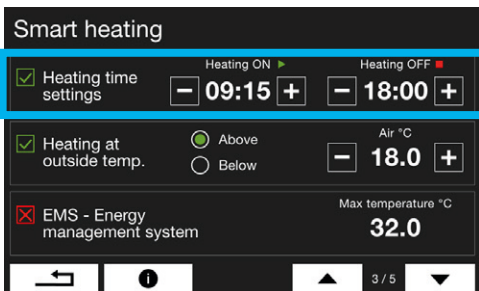 Smart heating
Heating time
settings
Heating ON
09:15
Heating OFF
18:00
Heating at
outside temp.
Above
Below
Air °C
18.0
EMS - Energy
management system
Max temperature °C
32.0
3/5